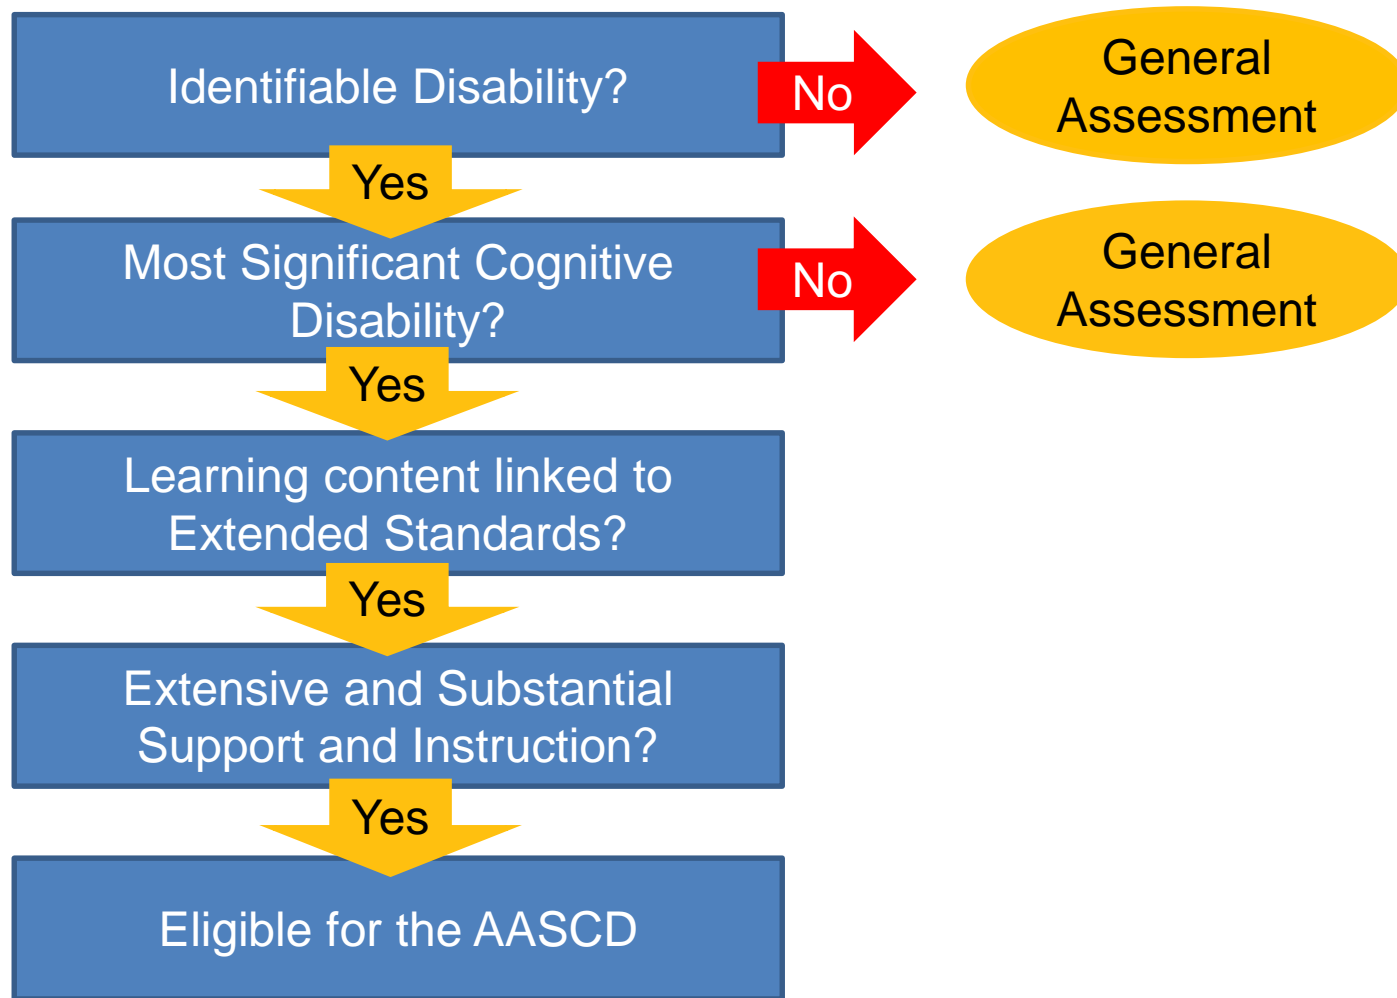 Identifiable Disability?
No
General
Assessment
Yes
Most Significant Cognitive
Disability?
No
General
Assessment
Yes
Learning content linked to
Extended Standards?
Yes
Extensive and Substantial
Support and Instruction?
Yes
Eligible for the AASCD